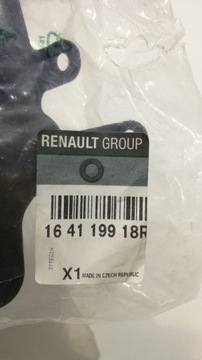 RENAULT GROUP
16 41 199 18R
X1 MADE IN CZECH REPUBLIC